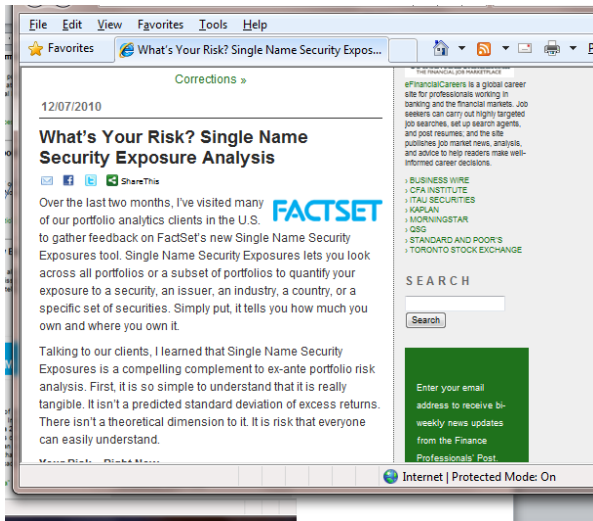 File Edit View Favorites Tools Help
Favorites What's Your Risk? Single Name Security Expos...
Corrections »
12/07/2010
What's Your Risk? Single Name
Security Exposure Analysis
ShareThis
Over the last two months, I've visited many
of our portfolio analytics clients in the U.S.
to gather feedback on FactSet's new Single Name Security
Exposures tool. Single Name Security Exposures lets you look
across all portfolios or a subset of portfolios to quantify your
exposure to a security, an issuer, an industry, a country, or a
specific set of securities. Simply put, it tells you how much you
own and where you own it.
FACTSET
Talking to our clients, I learned that Single Name Security
Exposures is a compelling complement to ex-ante portfolio risk
analysis. First, it is so simple to understand that it is really
tangible. It isn't a predicted standard deviation of excess returns.
There isn't a theoretical dimension to it. It is risk that everyone
can easily understand.
Your Risk – Right Now
THE FINANCIAL JOB MARKETPLACE
eFinancialCareers is a global career
site for professionals working in
banking and the financial markets. Job
seekers can carry out highly targeted
job searches, set up search agents,
and post resumes; and the site
publishes job market news, analysis,
and advice to help readers make well-
informed career decisions.
› BUSINESS WIRE
› CFA INSTITUTE
› ITAU SECURITIES
› KAPLAN
› MORNINGSTAR
› QSG
› STANDARD AND POOR'S
› TORONTO STOCK EXCHANGE
SEARCH
Search
Enter your email
address to receive bi-
weekly news updates
from the Finance
Professionals' Post.
Internet | Protected Mode: On